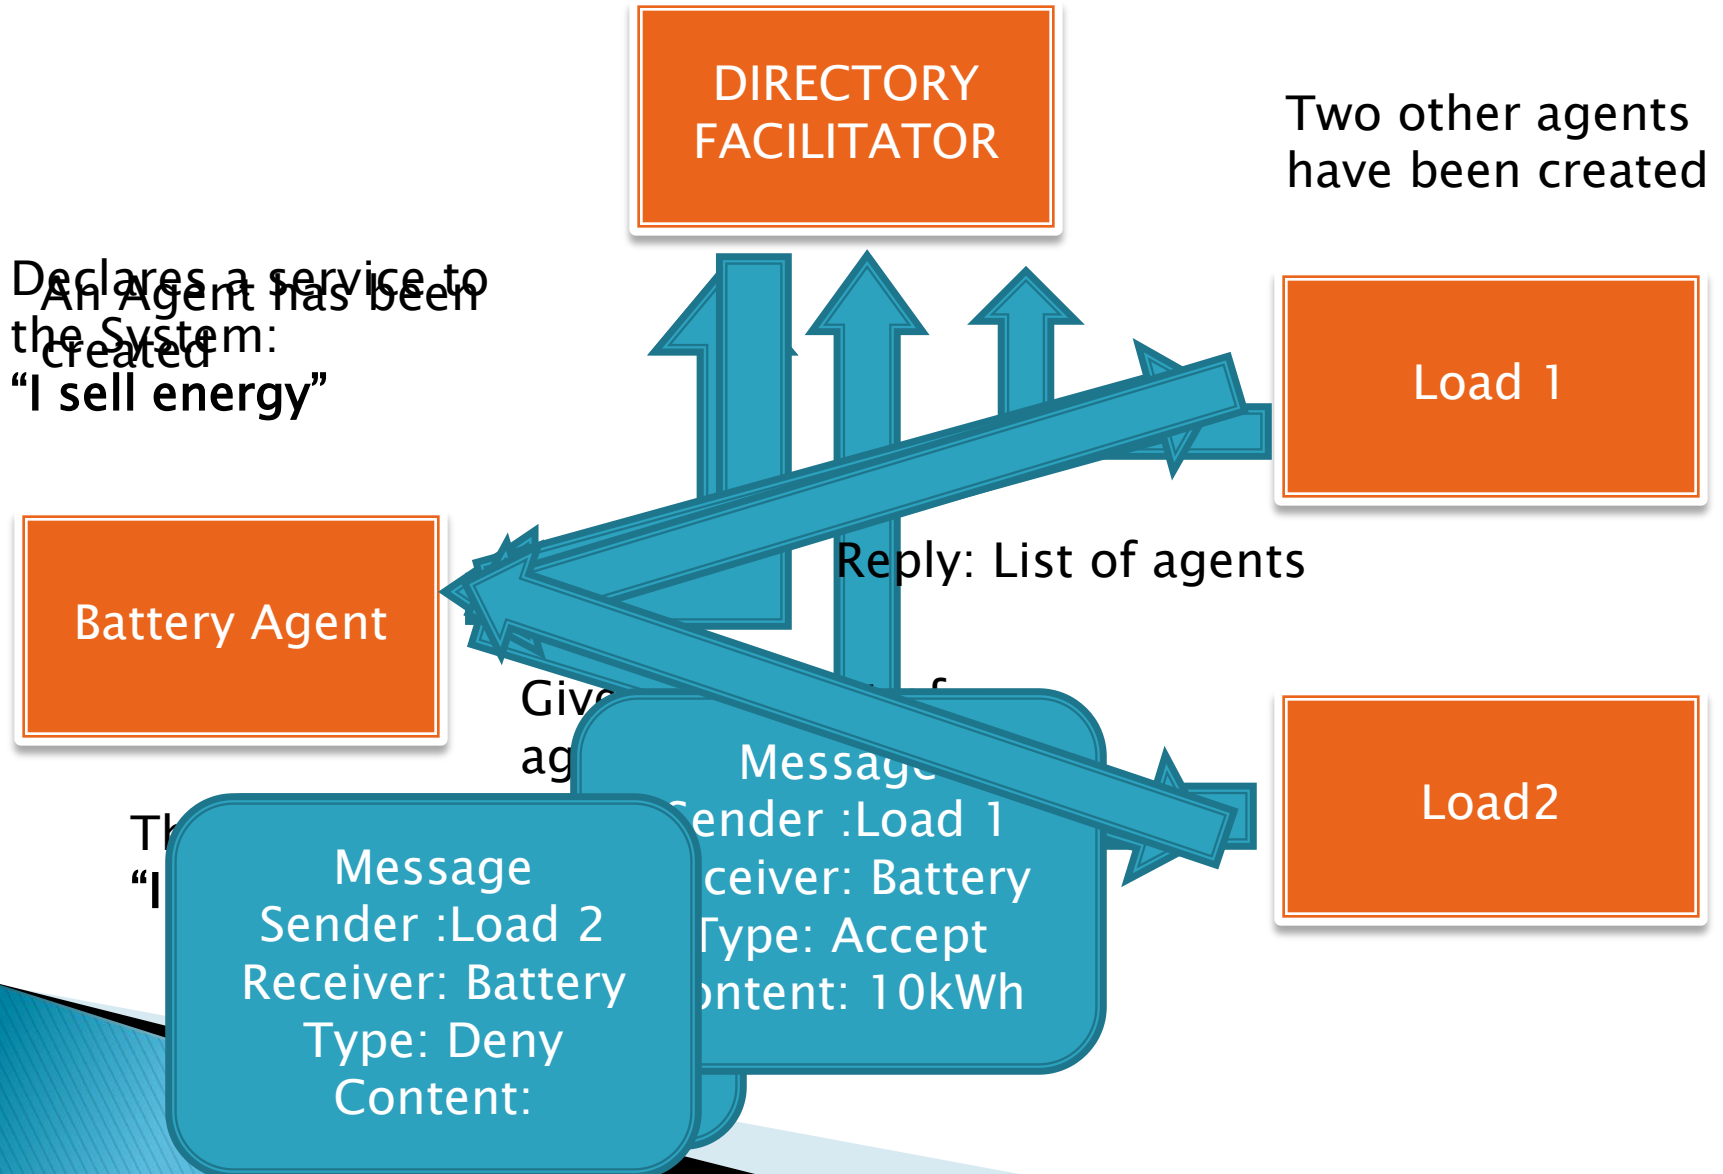 DIRECTORY
FACILITATOR
Two other agents
have been created
Declares a service to
the System:
“I sell energy”
An Agent has been
created
Load 1
Reply: List of agents
Battery Agent
Load2
Message
Sender :Load 1
Receiver: Battery
Type: Accept
Content: 10kWh
Message
Sender :Load 2
Receiver: Battery
Type: Deny
Content: